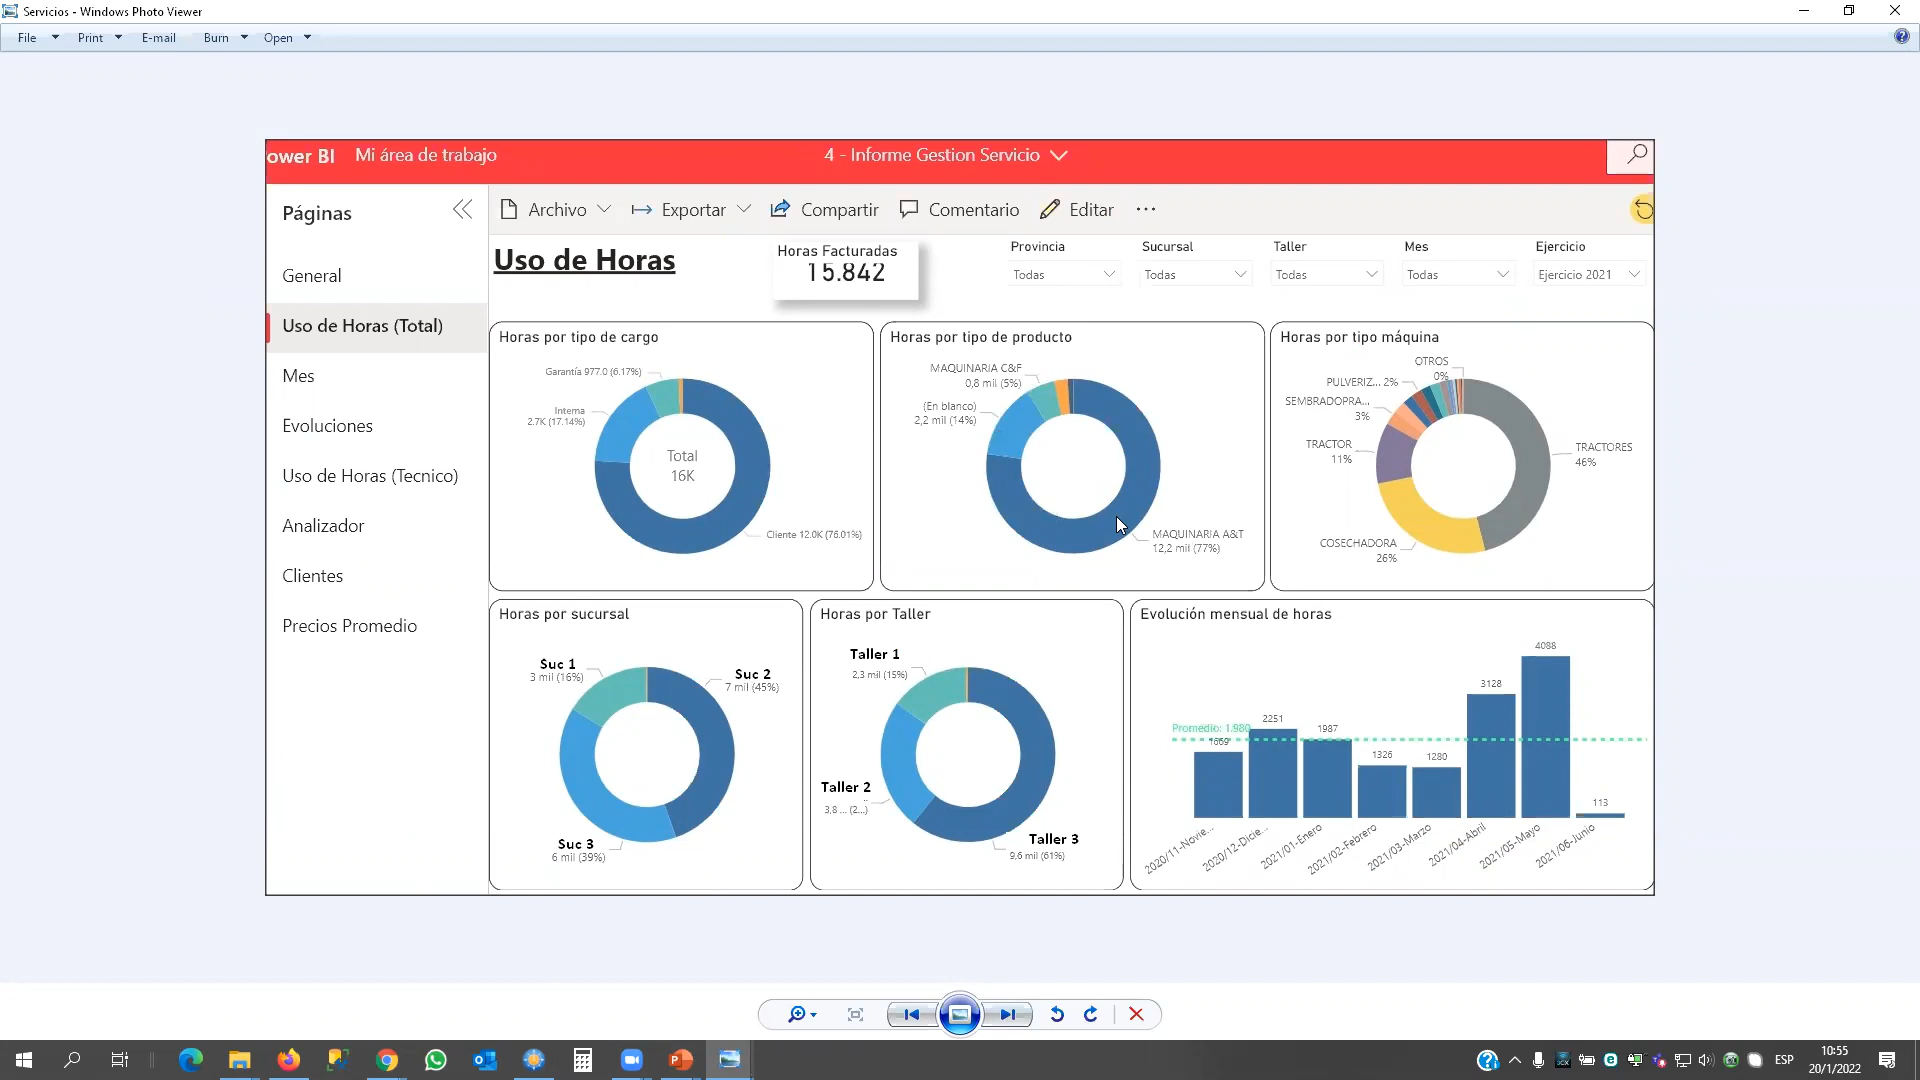 Servicios - Windows Photo Viewer
File Print E-mail Burn Open
ower BI Mi área de trabajo 4 - Informe Gestion Servicio
Páginas
Archivo Exportar Compartir Comentario Editar ...
General
Uso de Horas (Total)
Mes
Evoluciones
Uso de Horas (Tecnico)
Analizador
Clientes
Precios Promedio
Uso de Horas
Horas Facturadas
15.842
Provincia Sucursal Taller Mes Ejercicio
Todas Todas Todas Todas Ejercicio 2021
Horas por tipo de cargo
Garantía 977.0 (6.17%)
Interna
2.7K (17.14%)
Total
16K
Cliente 12.0K (76.01%)
Horas por tipo de producto
MAQUINARIA C&F
0,8 mil (5%)
(En blanco)
2,2 mil (14%)
MAQUINARIA A&T
12,2 mil (77%)
Horas por tipo máquina
OTROS
0%
PULVERIZ... 2%
SEMBRADOPRA...
3%
TRACTOR
11%
TRACTORES
46%
COSECHADORA
26%
Horas por sucursal
Suc 1
3 mil (16%)
Suc 2
7 mil (45%)
Suc 3
6 mil (39%)
Horas por Taller
Taller 1
2,3 mil (15%)
Taller 2
3,8 ... (2...)
Taller 3
9,6 mil (61%)
Evolución mensual de horas
Promedio: 1.980
1669
2251
1987
1326
1280
3128
4088
113
2020/11-Novie...
2020/12-Dicie...
2021/01-Enero
2021/02-Febrero
2021/03-Marzo
2021/04-Abril
2021/05-Mayo
2021/06-Junio
ESP
10:55
20/1/2022